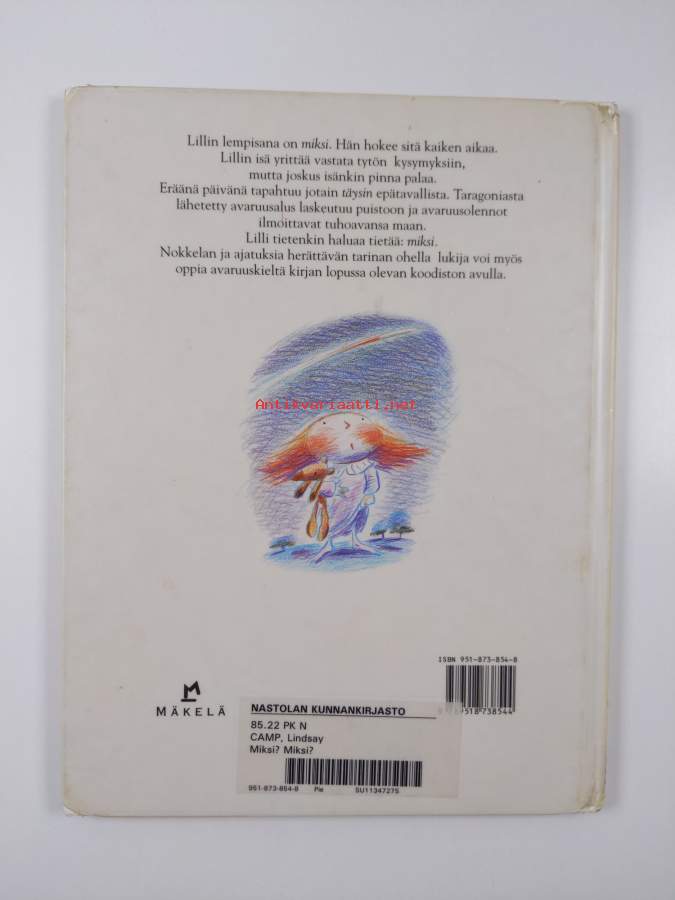 Lillin lempisana on miksi. Hän hokee sitä kaiken aikaa.
Lillin isä yrittää vastata tytön kysymyksiin,
mutta joskus isänkin pinna palaa.
Eräänä päivänä tapahtuu jotain täysin epätavallista. Taragoniasta
lähetetty avaruusalus laskeutuu puistoon ja avaruusolennot
ilmoittavat tuhoavansa maan.
Lilli tietenkin haluaa tietää: miksi.
Nokkelan ja ajatuksia herättävän tarinan ohella lukija voi myös
oppia avaruuskieltä kirjan lopussa olevan koodiston avulla.
Antikvariaatti.net
ISBN 951-873-854-8
MÄKELÄ
NASTOLAN KUNNANKIRJASTO
85.22 PK N
CAMP, Lindsay
Miksi? Miksi?
951-873-854-8 Pie SU11347275